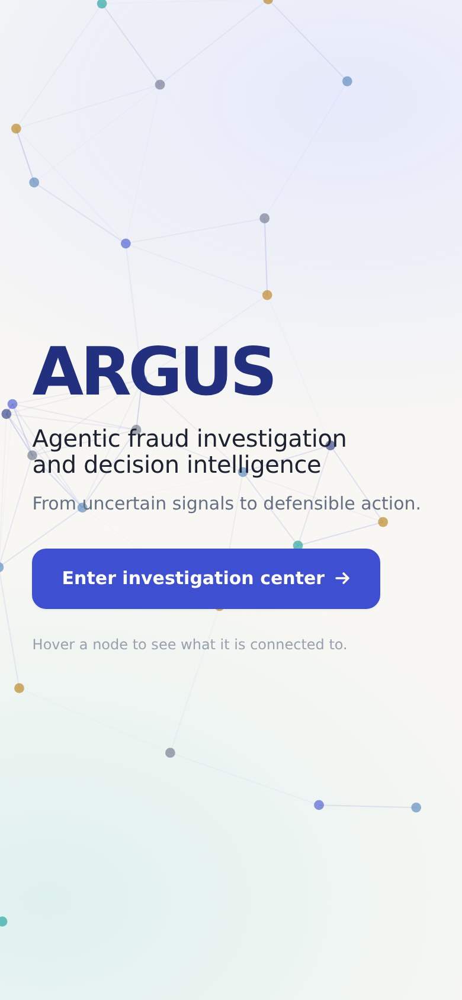 ARGUS
Agentic fraud investigation
and decision intelligence
From uncertain signals to defensible action.
Enter investigation center →
Hover a node to see what it is connected to.